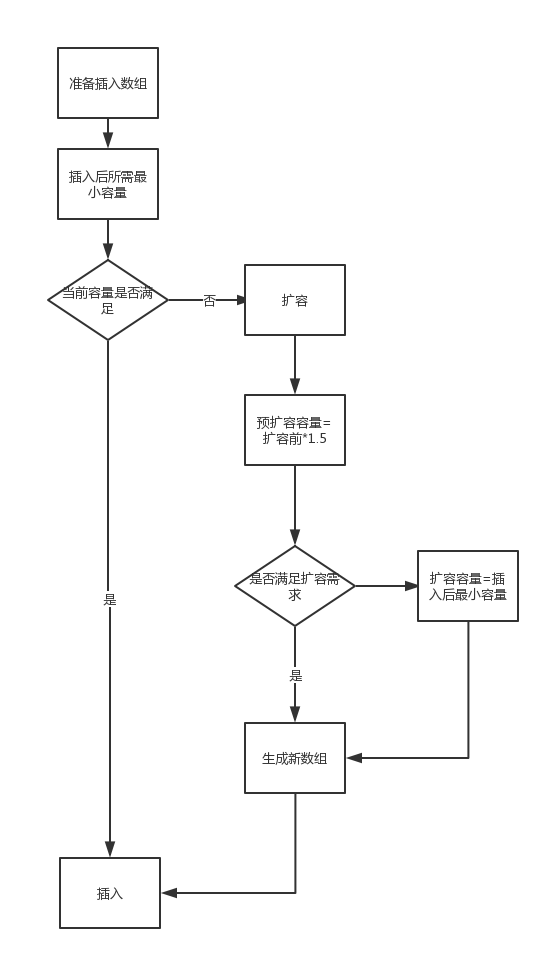 准备插入数组
插入后所需最
小容量
当前容量是否满
足
否
扩容
预扩容容量=
扩容前*1.5
是否满足扩容需
求
扩容容量=插
入后最小容量
是
是
生成新数组
插入